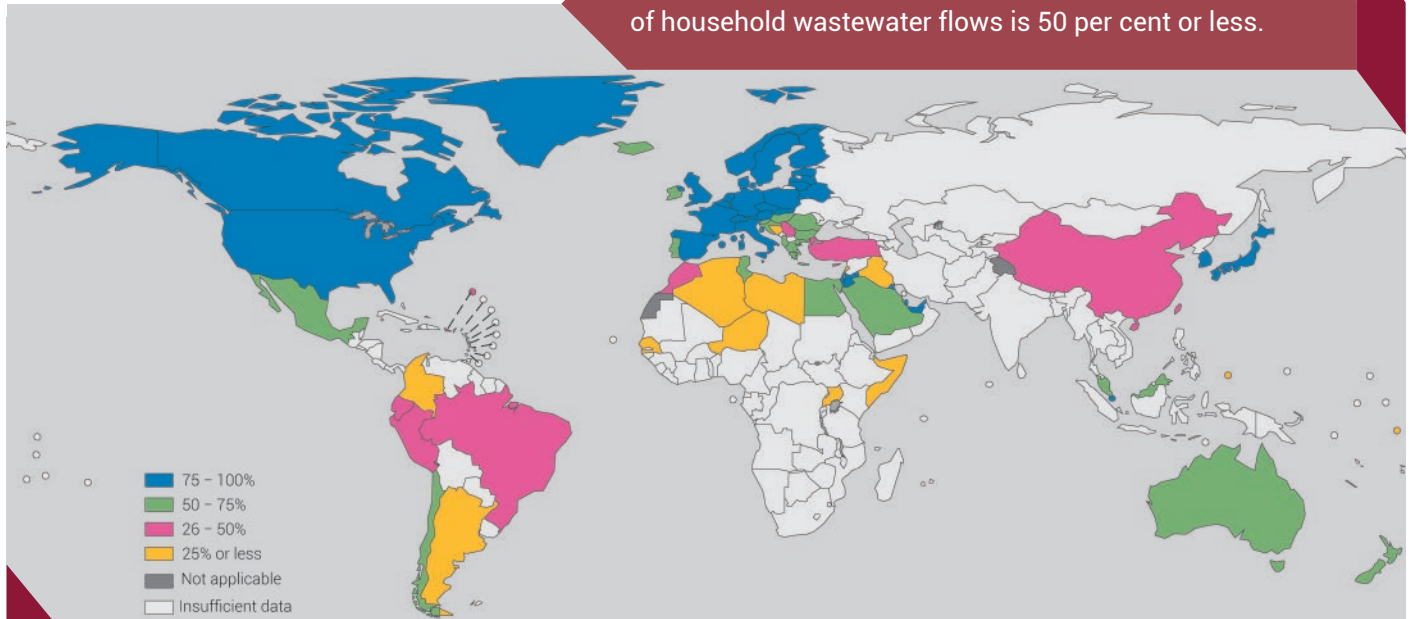 of household wastewater flows is 50 per cent or less.
75 – 100%
50 – 75%
26 – 50%
25% or less
Not applicable
Insufficient data